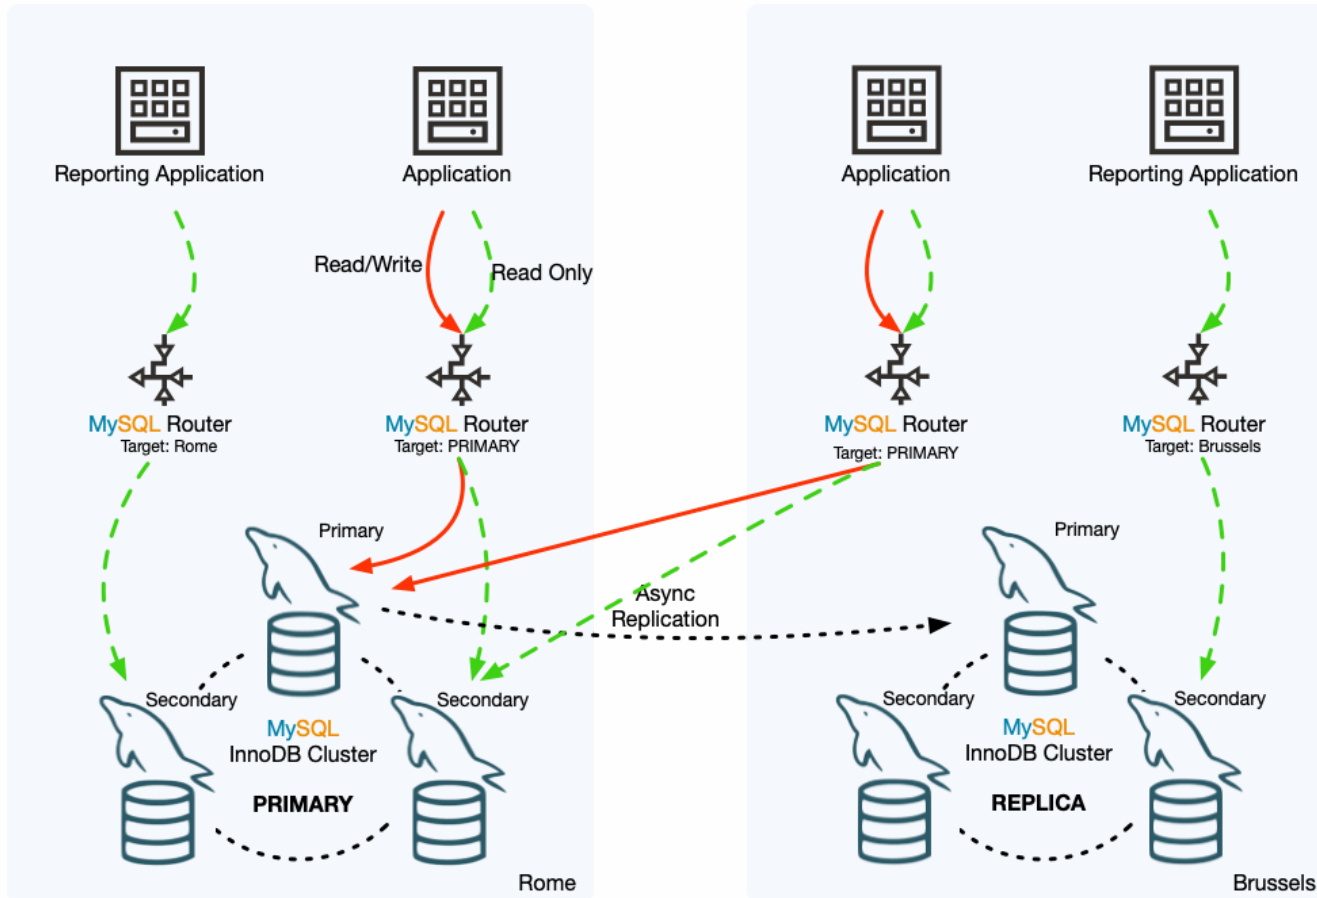 Reporting Application
Application
Application
Reporting Application
Read/Write
Read Only
MySQL Router
Target: Rome
MySQL Router
Target: PRIMARY
MySQL Router
Target: PRIMARY
MySQL Router
Target: Brussels
Primary
Primary
Async
Replication
Secondary
Secondary
Secondary
Secondary
MySQL
InnoDB Cluster
PRIMARY
MySQL
InnoDB Cluster
REPLICA
Rome
Brussels